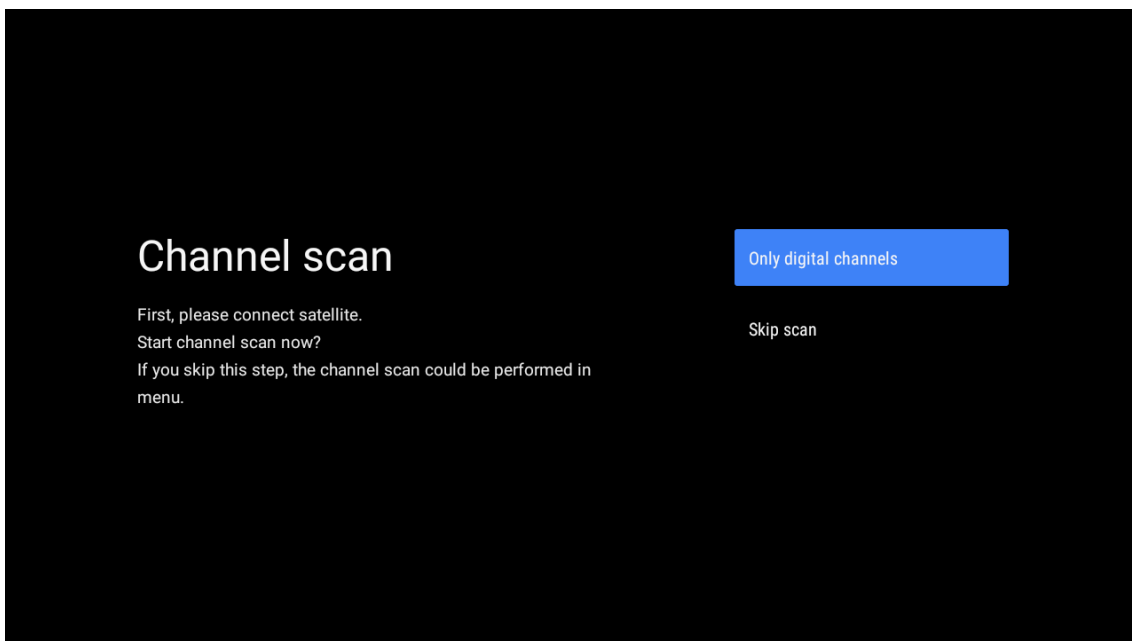 Channel scan
First, please connect satellite.
Start channel scan now?
If you skip this step, the channel scan could be performed in
menu.
Only digital channels
Skip scan